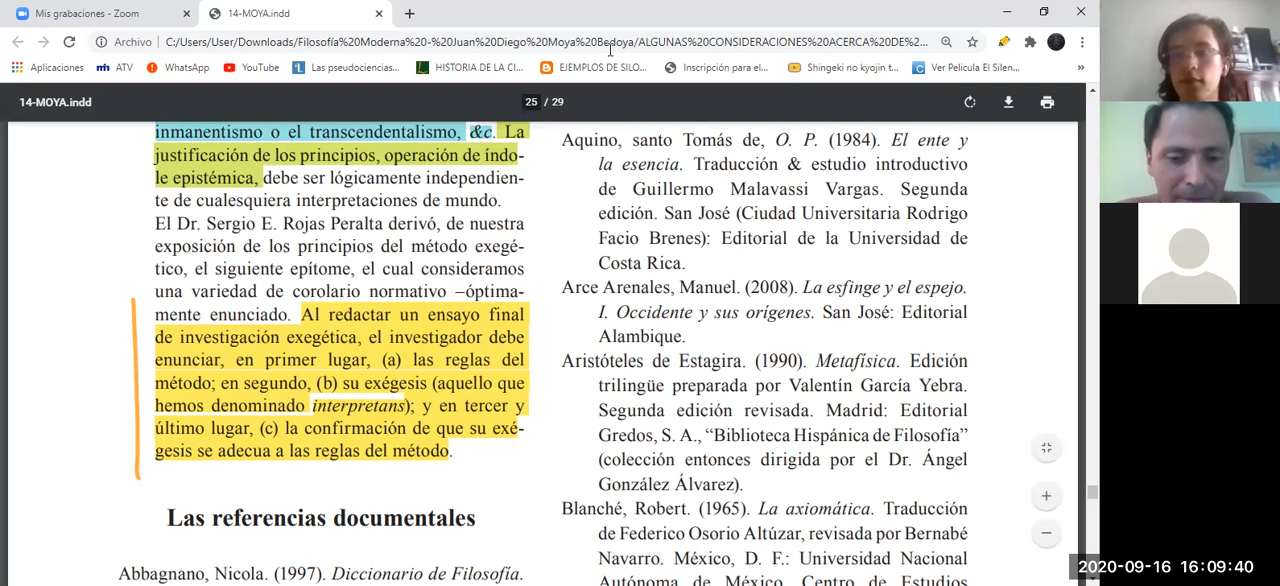 Mis grabaciones - Zoom
14-MOYA.indd
Archivo
C:/Users/User/Downloads/Filosofía%20Moderna%20-%20Juan%20Diego%20Moya%20Bedoya/ALGUNAS%20CONSIDERACIONES%20ACERCA%20DE%2...
Aplicaciones
ATV
WhatsApp
YouTube
Las pseudociencias...
HISTORIA DE LA CI...
EJEMPLOS DE SILO...
Inscripción para el...
Shingeki no kyojin t...
Ver Pelicula El Silen...
»
14-MOYA.indd
25 / 29
inmanentismo o el transcendentalismo, &c. La
justificación de los principios, operación de índo-
le epistémica, debe ser lógicamente independien-
te de cualesquiera interpretaciones de mundo.
El Dr. Sergio E. Rojas Peralta derivó, de nuestra
exposición de los principios del método exegé-
tico, el siguiente epítome, el cual consideramos
una variedad de corolario normativo –óptima-
mente enunciado. Al redactar un ensayo final
de investigación exegética, el investigador debe
enunciar, en primer lugar, (a) las reglas del
método; en segundo, (b) su exégesis (aquello que
hemos denominado interpretans); y en tercer y
último lugar, (c) la confirmación de que su exé-
gesis se adecua a las reglas del método.
Las referencias documentales
Abbagnano, Nicola. (1997). Diccionario de Filosofía.
Aquino, santo Tomás de, O. P. (1984). El ente y
la esencia. Traducción & estudio introductivo
de Guillermo Malavassi Vargas. Segunda
edición. San José (Ciudad Universitaria Rodrigo
Facio Brenes): Editorial de la Universidad de
Costa Rica.
Arce Arenales, Manuel. (2008). La esfinge y el espejo.
I. Occidente y sus orígenes. San José: Editorial
Alambique.
Aristóteles de Estagira. (1990). Metafísica. Edición
trilingüe preparada por Valentín García Yebra.
Segunda edición revisada. Madrid: Editorial
Gredos, S. A., “Biblioteca Hispánica de Filosofía”
(colección entonces dirigida por el Dr. Ángel
González Álvarez).
Blanché, Robert. (1965). La axiomática. Traducción
de Federico Osorio Altúzar, revisada por Bernabé
Navarro. México, D. F.: Universidad Nacional
Autónoma de México, Centro de Estudios
2020-09-16 16:09:40